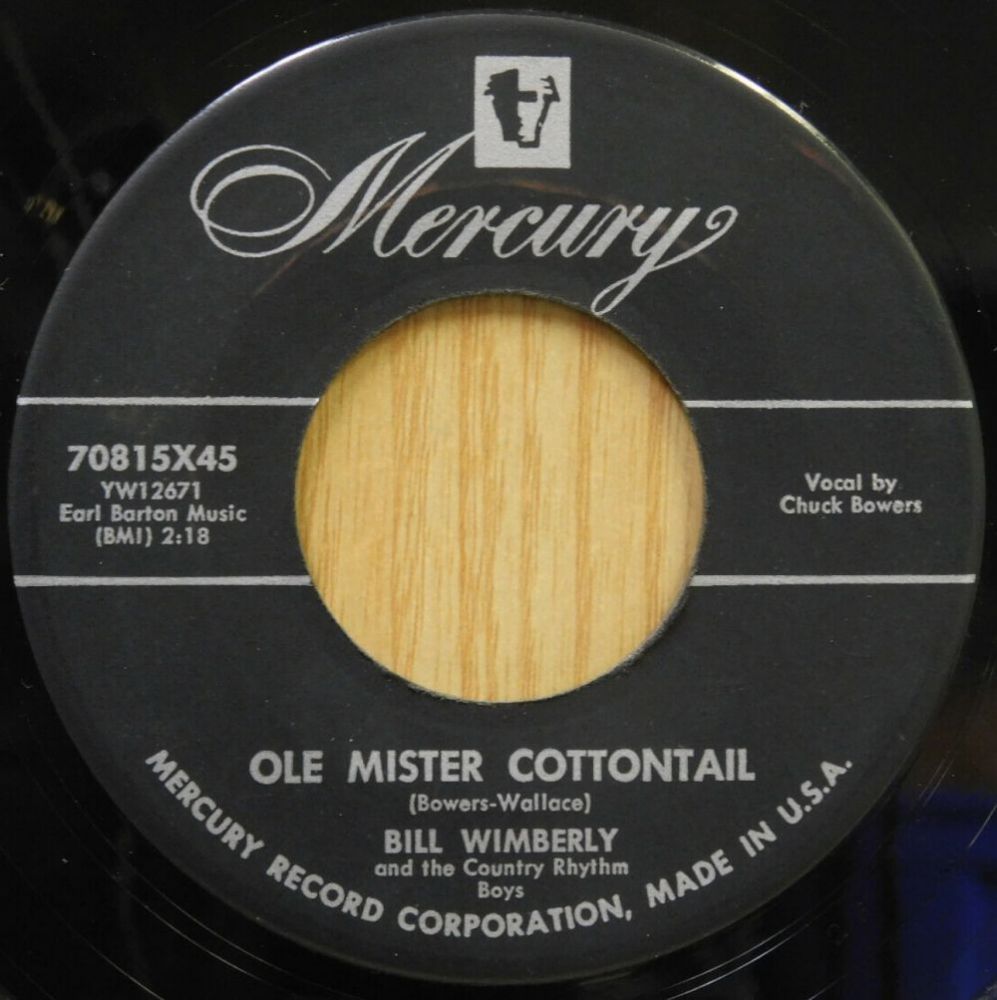 Mercury
70815X45
YW12671
Earl Barton Music
(BMI) 2:18
Vocal by
Chuck Bowers
OLE MISTER COTTONTAIL
(Bowers-Wallace)
BILL WIMBERLY
and the Country Rhythm
Boys
MERCURY RECORD CORPORATION, MADE IN U.S.A.